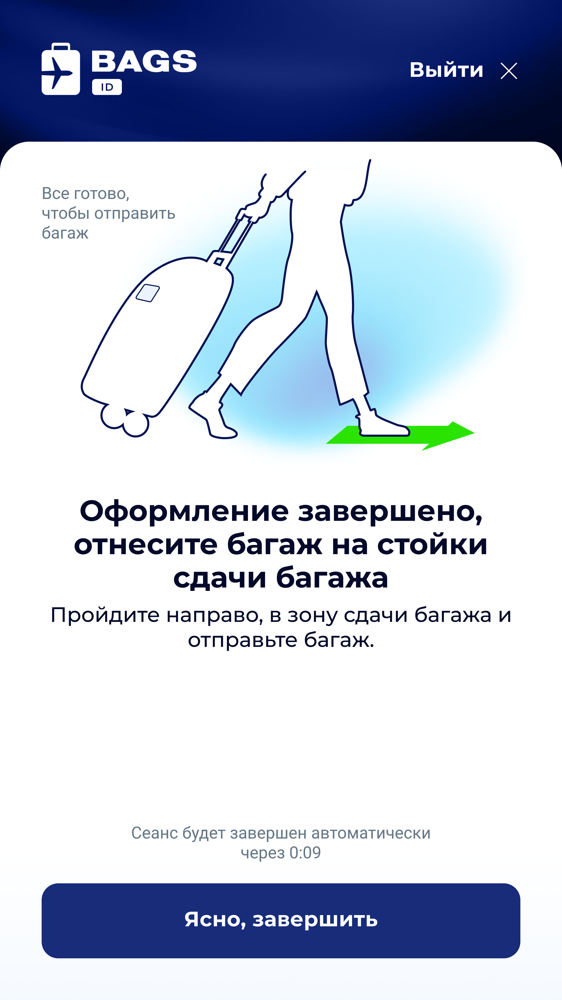 BAGS
ID
Выйти
Все готово,
чтобы отправить
багаж
Оформление завершено,
отнесите багаж на стойки
сдачи багажа
Пройдите направо, в зону сдачи багажа и
отправьте багаж.
Сеанс будет завершен автоматически
через 0:09
Ясно, завершить